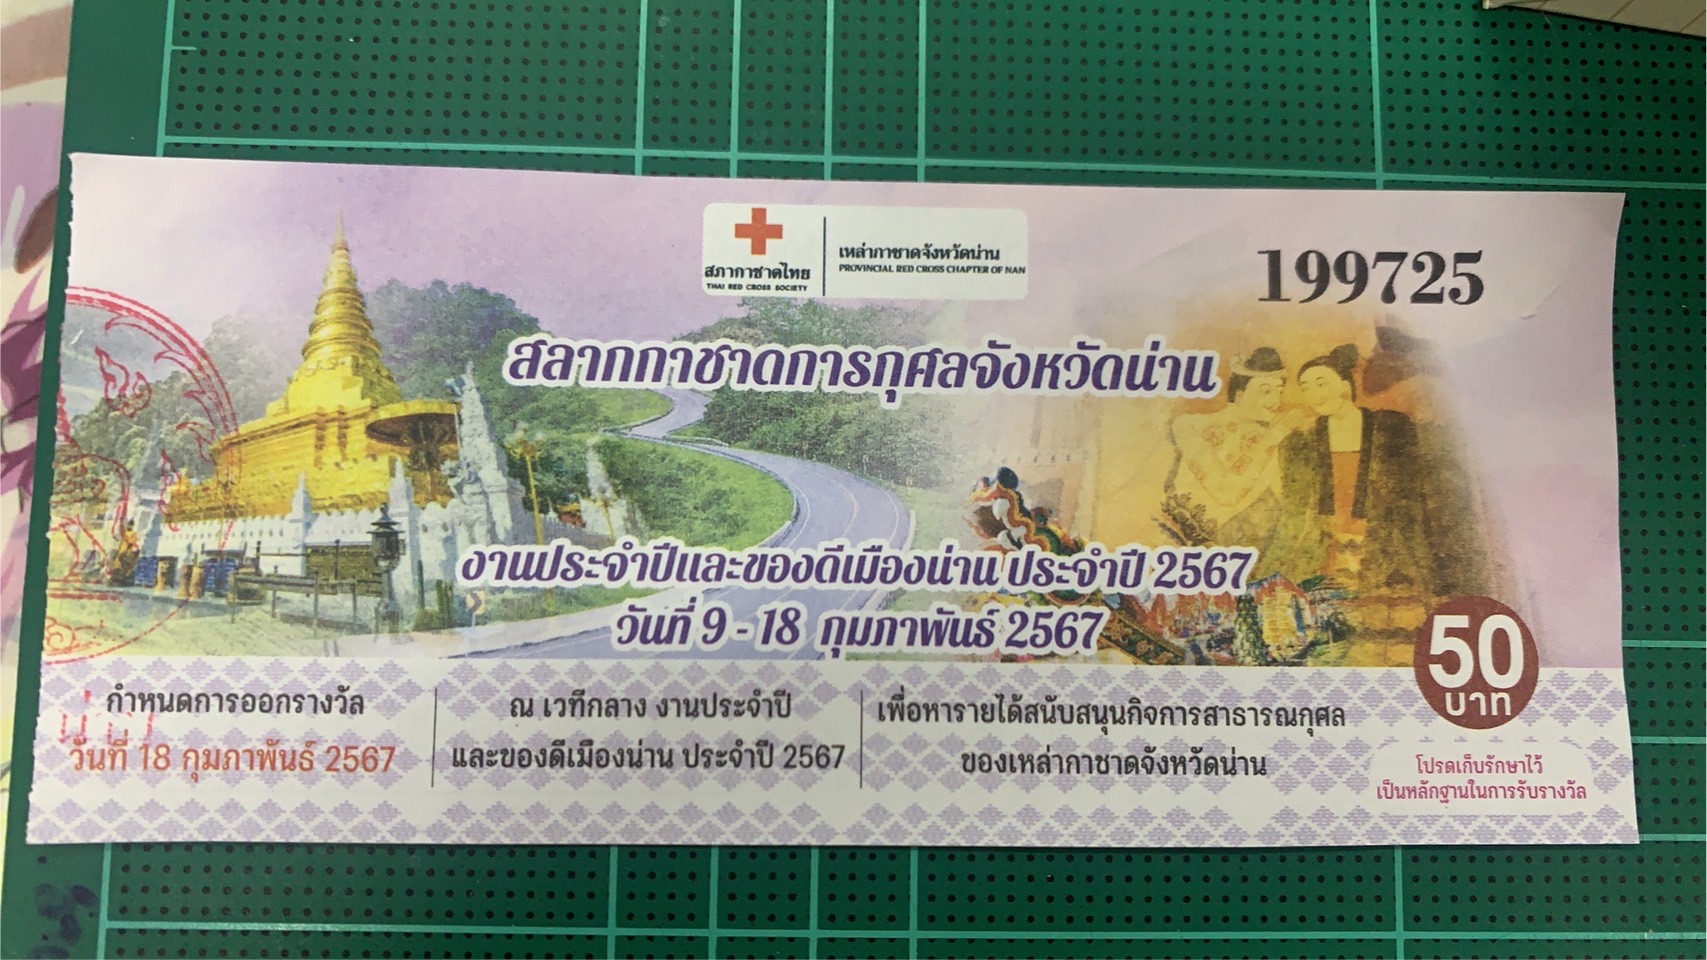 สภากาชาดไทย
THAI RED CROSS SOCIETY
เหล่ากาชาดจังหวัดน่าน
PROVINCIAL RED CROSS CHAPTER OF NAN
199725
สลากกาชาดการกุศลจังหวัดน่าน
งานประจำปีและของดีเมืองน่าน ประจำปี 2567
วันที่ 9 - 18 กุมภาพันธ์ 2567
50
บาท
กำหนดการออกรางวัล
วันที่ 18 กุมภาพันธ์ 2567
ณ เวทีกลาง งานประจำปี
และของดีเมืองน่าน ประจำปี 2567
เพื่อหารายได้สนับสนุนกิจการสาธารณกุศล
ของเหล่ากาชาดจังหวัดน่าน
โปรดเก็บรักษาไว้
เป็นหลักฐานในการรับรางวัล